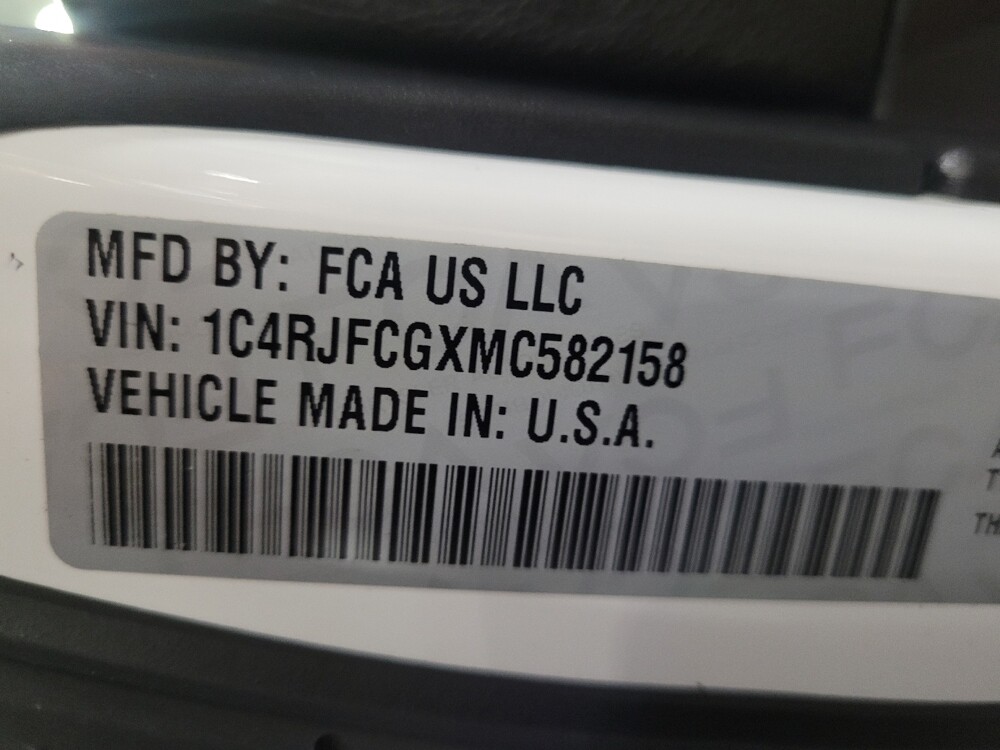 MFD BY: FCA US LLC
VIN: 1C4RJFCGXMC582158
VEHICLE MADE IN: U.S.A.